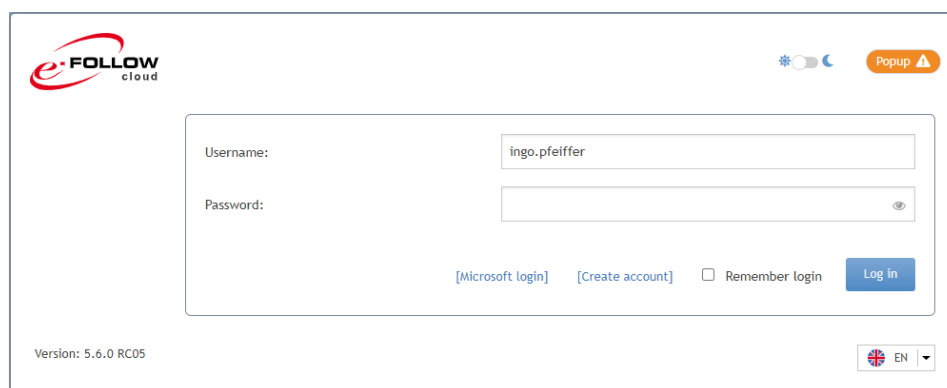 e-FOLLOW
cloud
Popup
Username:
ingo.pfeiffer
Password:
[Microsoft login]
[Create account]
Remember login
Log in
Version: 5.6.0 RC05
EN